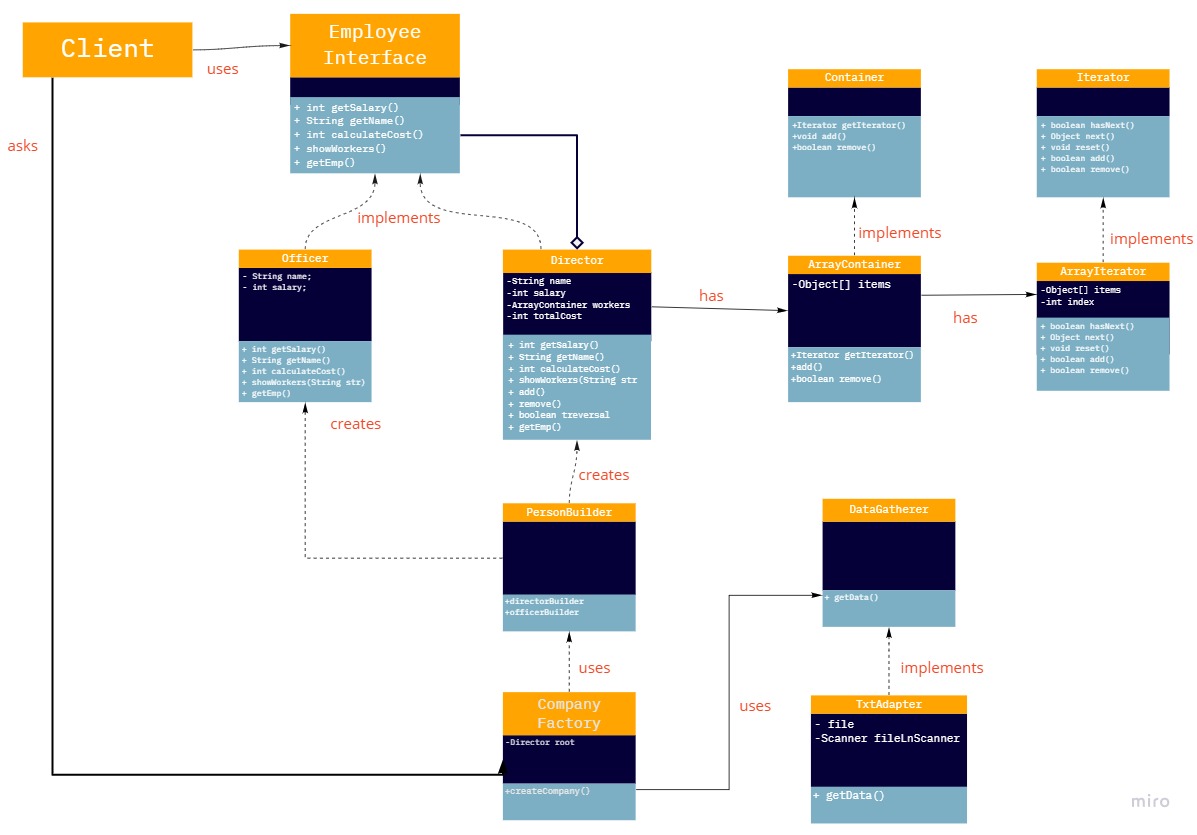 Client
uses
asks
Employee
Interface
+ int getSalary()
+ String getName()
+ int calculateCost()
+ showWorkers()
+ getEmp()
implements
Officer
- String name;
- int salary;
+ int getSalary()
+ String getName()
+ int calculateCost()
+ showWorkers(String str)
+ getEmp()
creates
Director
-String name
-int salary
-ArrayContainer workers
-int totalCost
+ int getSalary()
+ String getName()
+ int calculateCost()
+ showWorkers(String str
+ add()
+ remove()
+ boolean treversal
+ getEmp()
has
creates
Container
+Iterator getIterator()
+void add()
+boolean remove()
implements
ArrayContainer
-Object[] items
+Iterator getIterator()
+add()
+boolean remove()
has
Iterator
+ boolean hasNext()
+ Object next()
+ void reset()
+ boolean add()
+ boolean remove()
implements
ArrayIterator
-Object[] items
-int index
+ boolean hasNext()
+ Object next()
+ void reset()
+ boolean add()
+ boolean remove()
PersonBuilder
+directorBuilder
+officerBuilder
uses
Company
Factory
-Director root
+createCompany()
uses
DataGatherer
+ getData()
implements
TxtAdapter
- file
-Scanner fileLnScanner
+ getData()
miro